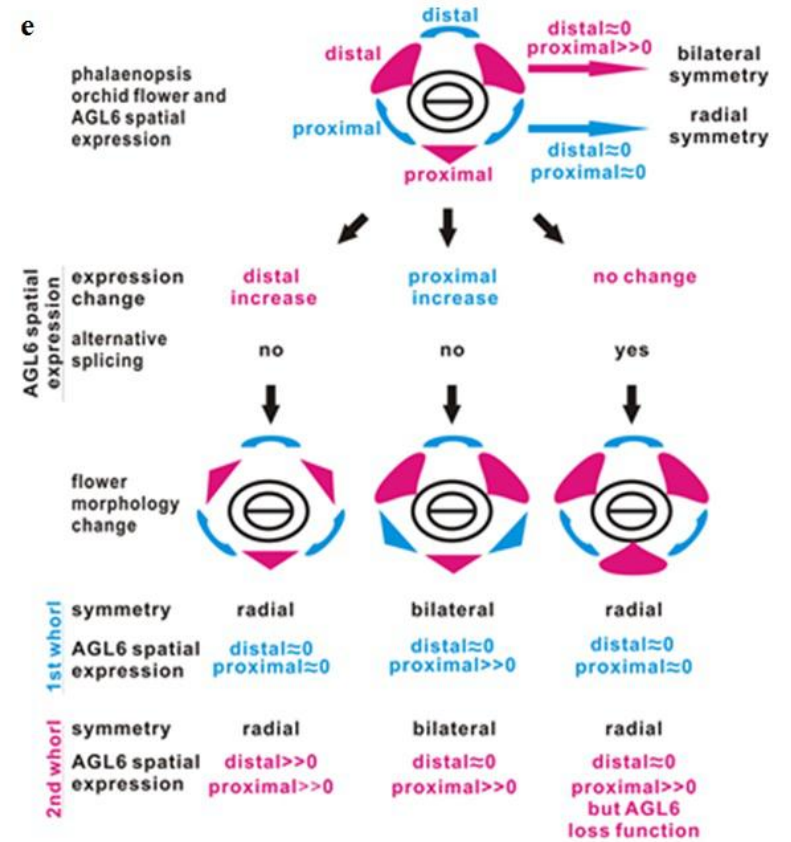 e
distal
distal
distal≈0
proximal>>0
bilateral
symmetry
phalaenopsis
orchid flower and
AGL6 spatial
expression
proximal
radial
symmetry
distal≈0
proximal≈0
proximal
AGL6 spatial
expression
expression
change
distal
increase
proximal
increase
no change
alternative
splicing
no
no
yes
flower
morphology
change
1st whorl
symmetry
radial
bilateral
radial
AGL6 spatial
expression
distal≈0
proximal≈0
distal≈0
proximal>>0
distal≈0
proximal≈0
2nd whorl
symmetry
radial
bilateral
radial
AGL6 spatial
expression
distal>>0
proximal>>0
distal≈0
proximal>>0
distal≈0
proximal>>0
but AGL6
loss function